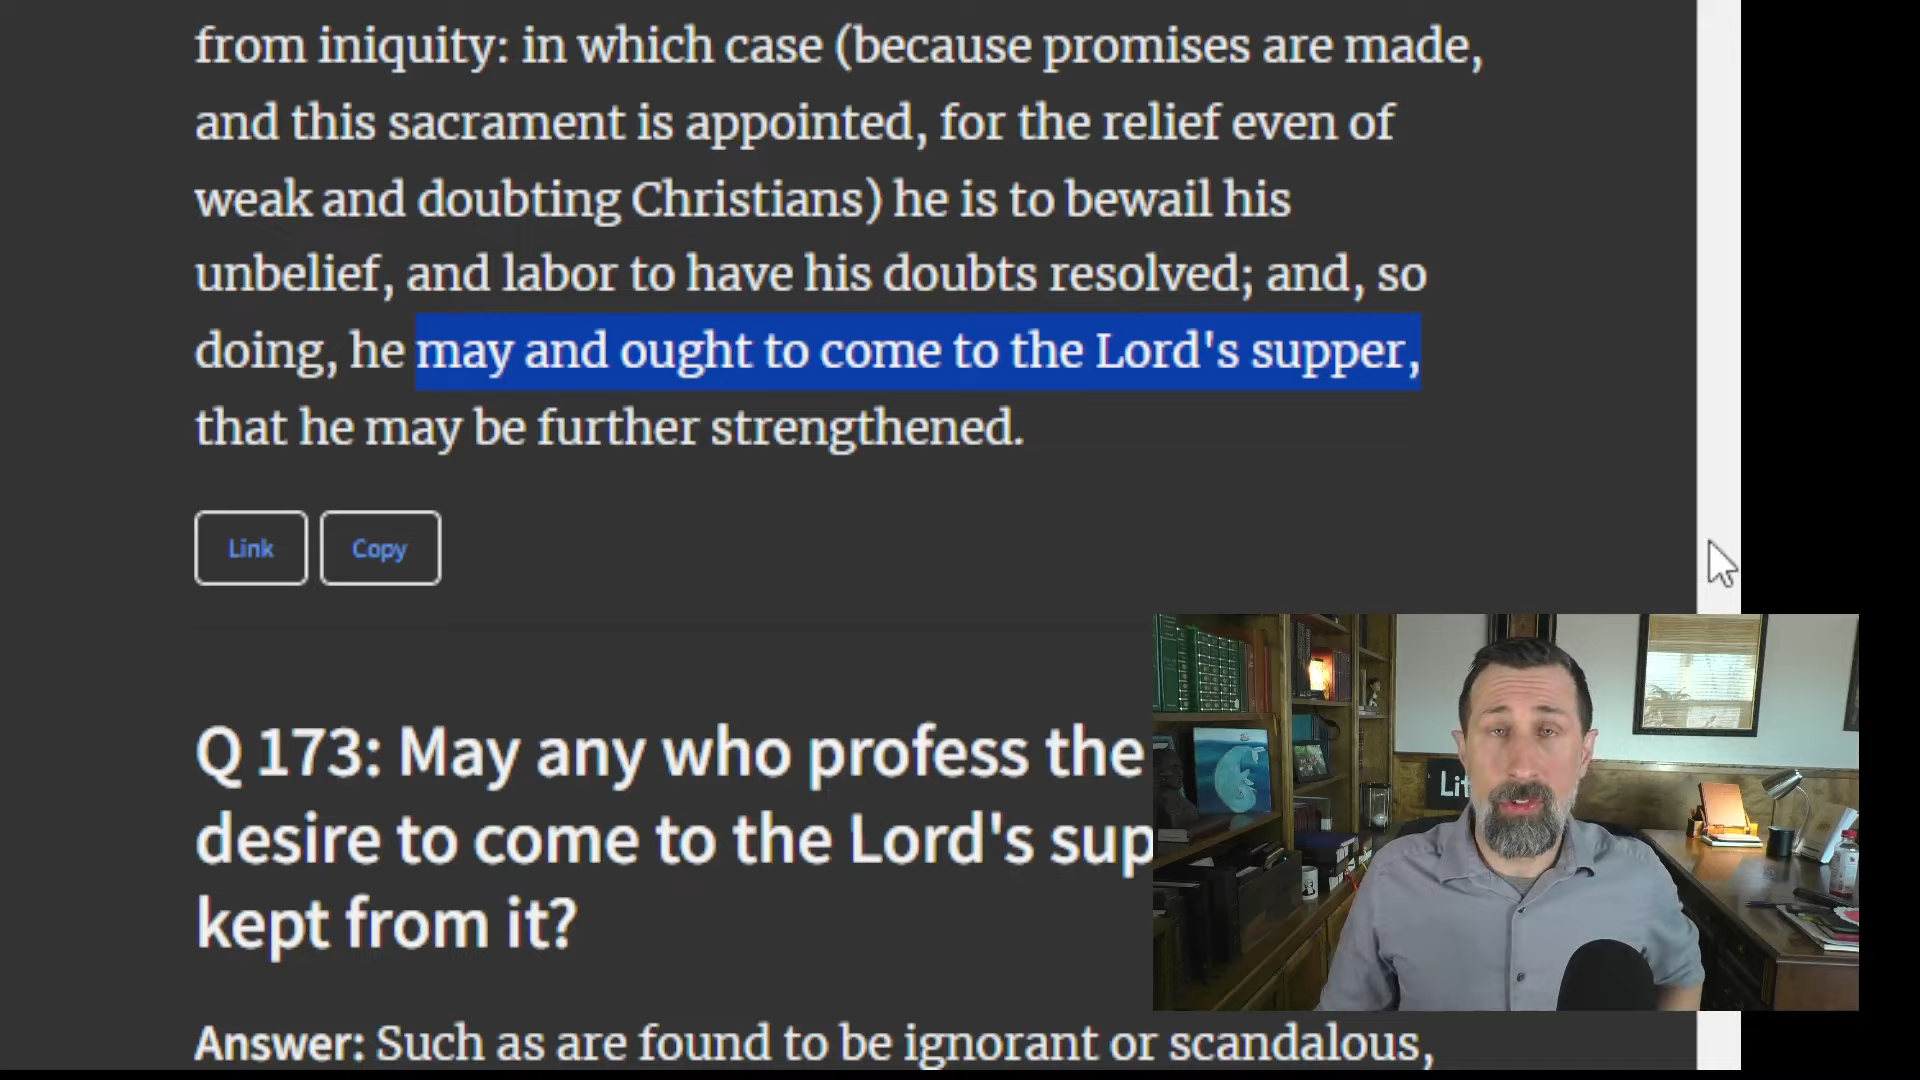 from iniquity: in which case (because promises are made,
and this sacrament is appointed, for the relief even of
weak and doubting Christians) he is to bewail his
unbelief, and labor to have his doubts resolved; and, so
doing, he may and ought to come to the Lord's supper,
that he may be further strengthened.
Link Copy
Q 173: May any who profess the
desire to come to the Lord's sup
kept from it?
Answer: Such as are found to be ignorant or scandalous,
Lit